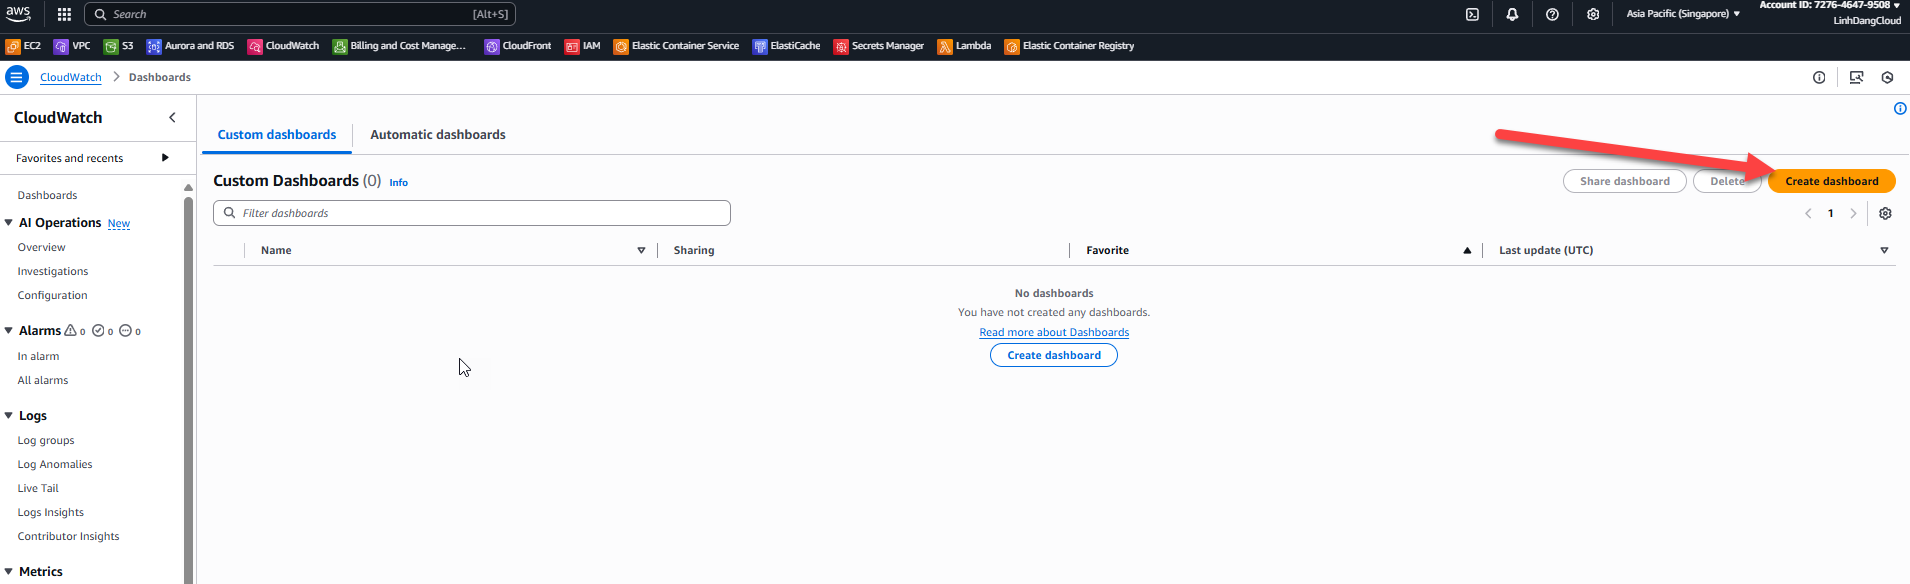 aws
Search [Alt+S]
Asia Pacific (Singapore)
Account ID: 7276-4647-9508
LinhDangCloud
EC2 VPC S3 Aurora and RDS CloudWatch Billing and Cost Manage... CloudFront IAM Elastic Container Service ElastiCache Secrets Manager Lambda Elastic Container Registry
CloudWatch > Dashboards
CloudWatch
Favorites and recents
Dashboards
AI Operations New
Overview
Investigations
Configuration
Alarms 0 0 0
In alarm
All alarms
Logs
Log groups
Log Anomalies
Live Tail
Logs Insights
Contributor Insights
Metrics
Custom dashboards
Automatic dashboards
Custom Dashboards (0) Info
Share dashboard
Delete
Create dashboard
Filter dashboards
1
Name
Sharing
Favorite
Last update (UTC)
No dashboards
You have not created any dashboards.
Read more about Dashboards
Create dashboard